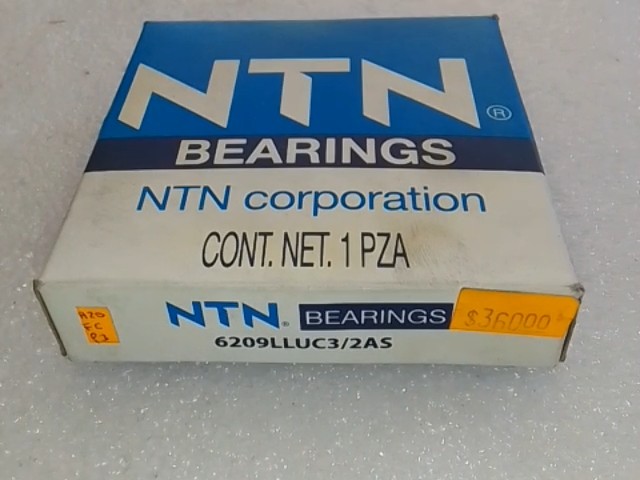 NTN®
BEARINGS
NTN corporation
CONT. NET. 1 PZA
NTN® BEARINGS
6209LLUC3/2AS
$36000